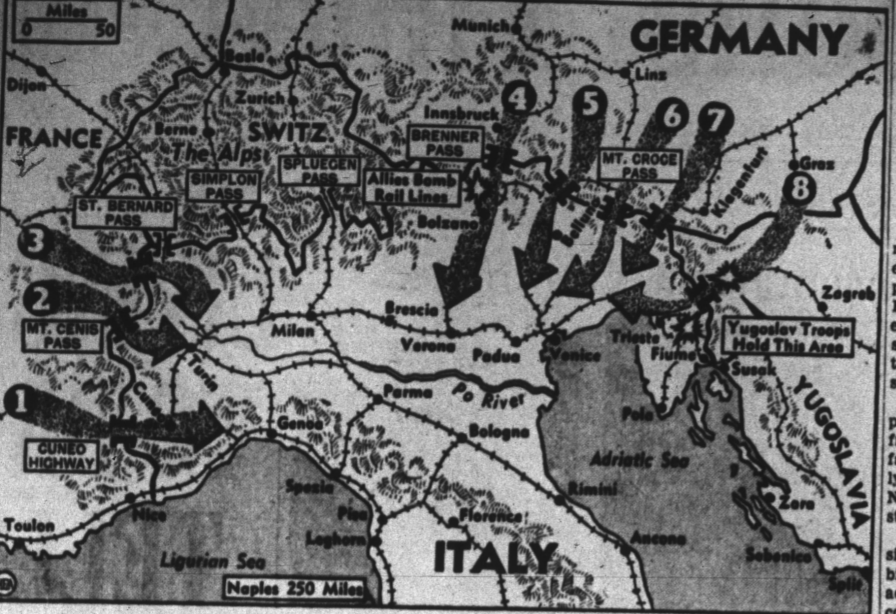 Miles
0 50
Munich
GERMANY
Basle
Linz
Dijon
Zurich
Innsbruck
4
5
6
7
FRANCE
Berne
SWITZ.
The Alps
BRENNER
PASS
SPLUEGEN
PASS
MT. CROCE
PASS
Graz
SIMPLON
PASS
Allies Bomb
Rail Lines
Klagenfurt
8
ST. BERNARD
PASS
Bolzano
Belluno
3
2
Zagreb
MT. CENIS
PASS
Milan
Brescia
Verona
Padua
Venice
Trieste
Fiume
Yugoslav Troops
Hold This Area
Turin
Susak
1
Cuneo
Parma
Po River
Pola
YUGOSLAVIA
CUNEO
HIGHWAY
Genoa
Bologna
Adriatic Sea
Spezia
Rimini
Zara
Nice
Toulon
Pisa
Florence
Leghorn
Ancona
Sebenico
Ligurian Sea
ITALY
Split
Naples 250 Miles